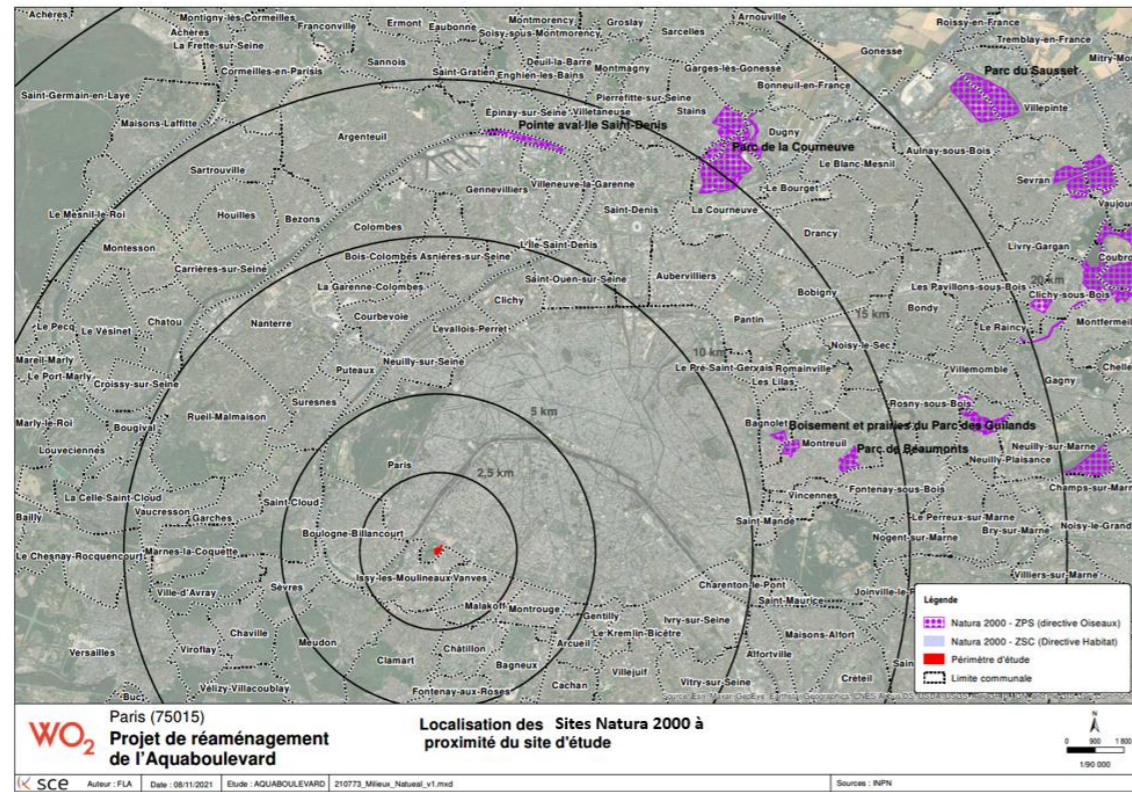 Achères
Montigny-lès-Cormeilles
Franconville
Ermont
Eaubonne
Montmorency
Soisy-sous-Montmorency
Groslay
Sarcelles
Arnouville
Roissy-en-France
Tremblay-en-France
Achères
La Frette-sur-Seine
Gonesse
Cormeilles-en-Parisis
Sannois
Saint-Gratien
Deuil-la-Barre
Enghien-les-Bains
Montmagny
Garges-lès-Gonesse
Bonneuil-en-France
Parc du Sausset
Villepinte
Saint-Germain-en-Laye
Maisons-Laffitte
Pierrefitte-sur-Seine
Épinay-sur-Seine
Villetaneuse
Stains
Pointe aval Ile Saint-Denis
Dugny
Argenteuil
Parc de la Courneuve
Le Blanc-Mesnil
Aulnay-sous-Bois
Sartrouville
Gennevilliers
Villeneuve-la-Garenne
Le Bourget
Sevran
Le Mesnil-le-Roi
Houilles
Bezons
Colombes
Saint-Denis
La Courneuve
Drancy
Vaujour
Montesson
L'Île-Saint-Denis
Livry-Gargan
Coubro
Carrières-sur-Seine
Bois-Colombes
Asnières-sur-Seine
Saint-Ouen-sur-Seine
Aubervilliers
20 km
La Garenne-Colombes
Clichy
Bobigny
Les Pavillons-sous-Bois
Clichy-sous-Bois
Le Pecq
Le Vésinet
Chatou
Nanterre
Courbevoie
Levallois-Perret
Pantin
15 km
Bondy
Le Raincy
Montfermeil
Mareil-Marly
Le Port-Marly
Croissy-sur-Seine
Puteaux
Neuilly-sur-Seine
10 km
Noisy-le-Sec
Le Pré-Saint-Gervais
Romainville
Les Lilas
Villemomble
Gagny
Chelle
Suresnes
Rueil-Malmaison
5 km
Rosny-sous-Bois
Marly-le-Roi
Bougival
Bagnolet
Boisement et prairies du Parc des Guilands
Louveciennes
Montreuil
Parc de Beaumonts
Neuilly-sur-Marne
Neuilly-Plaisance
Paris
2,5 km
La Celle-Saint-Cloud
Vaucresson
Garches
Saint-Cloud
Vincennes
Fontenay-sous-Bois
Champs-sur-Marn
Bailly
Boulogne-Billancourt
Saint-Mandé
Le Perreux-sur-Marne
Bry-sur-Marne
Noisy-le-Grand
Le Chesnay-Rocquencourt
Marnes-la-Coquette
Nogent-sur-Marne
Ville-d'Avray
Sèvres
Issy-les-Moulineaux
Vanves
Charenton-le-Pont
Saint-Maurice
Joinville-le-P
Villiers-sur-Marne
Malakoff
Montrouge
Gentilly
Ivry-sur-Seine
Le Kremlin-Bicêtre
Maisons-Alfort
Versailles
Viroflay
Chaville
Meudon
Clamart
Châtillon
Arcueil
Bagneux
Villejuif
Alfortville
Créteil
Vélizy-Villacoublay
Buc
Fontenay-aux-Roses
Cachan
Vitry-sur-Seine
Légende
Natura 2000 - ZPS (directive Oiseaux)
Natura 2000 - ZSC (Directive Habitat)
Périmètre d'étude
Limite communale
WO2
Paris (75015)
Projet de réaménagement
de l'Aquaboulevard
Localisation des Sites Natura 2000 à
proximité du site d'étude
N
0 900 1 800
1/90 000
sce
Auteur : FLA
Date : 08/11/2021
Etude : AQUABOULEVARD
210773_Milieux_Natueal_v1.mxd
Sources : INPN